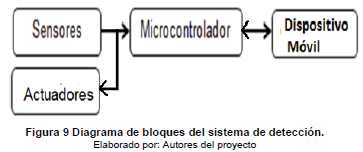 Sensores
Microcontrolador
Dispositivo
Móvil
Actuadores
Figura 9 Diagrama de bloques del sistema de detección.
Elaborado por: Autores del proyecto